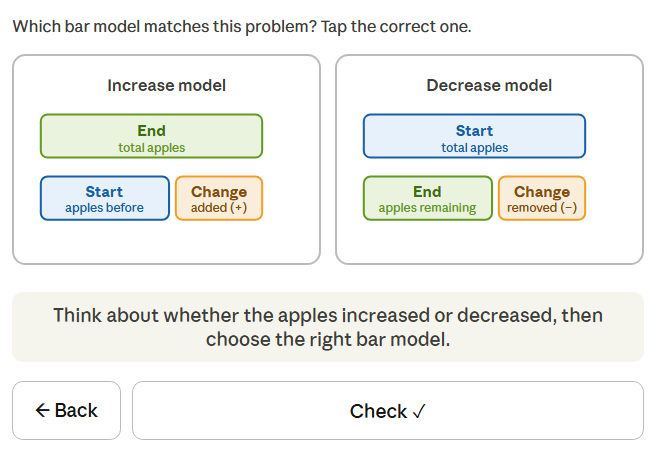 Which bar model matches this problem? Tap the correct one.
Increase model
End
total apples
Start
apples before
Change
added (+)
Decrease model
Start
total apples
End
apples remaining
Change
removed (−)
Think about whether the apples increased or decreased, then
choose the right bar model.
← Back
Check ✓